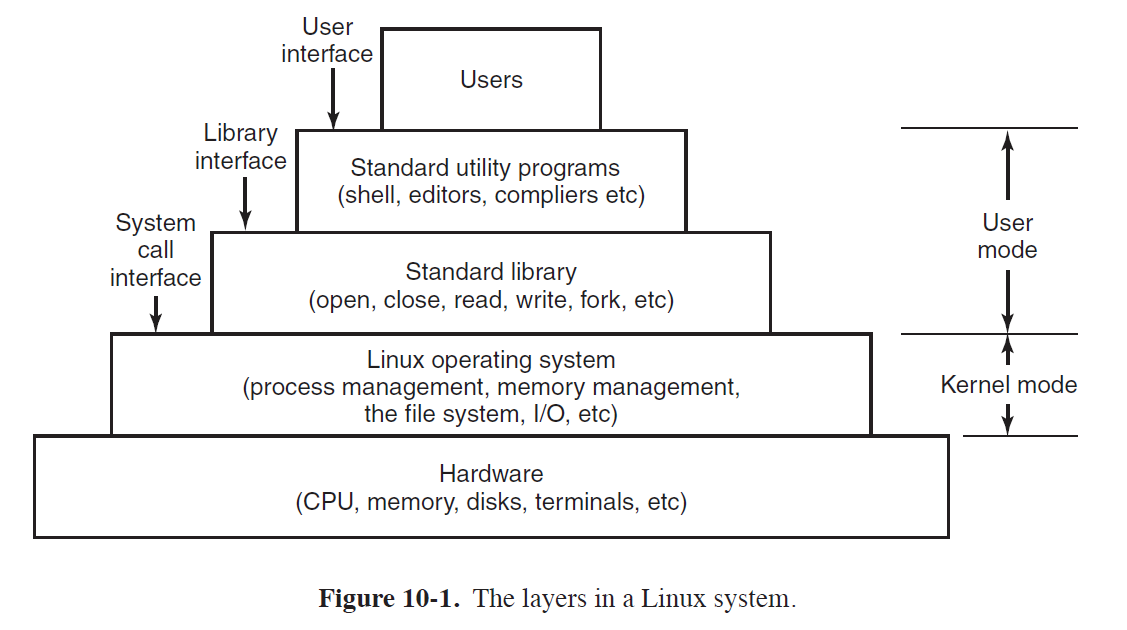 User
interface
Users
Library
interface
Standard utility programs
(shell, editors, compliers etc)
System
call
interface
Standard library
(open, close, read, write, fork, etc)
User
mode
Linux operating system
(process management, memory management,
the file system, I/O, etc)
Kernel mode
Hardware
(CPU, memory, disks, terminals, etc)
Figure 10-1. The layers in a Linux system.